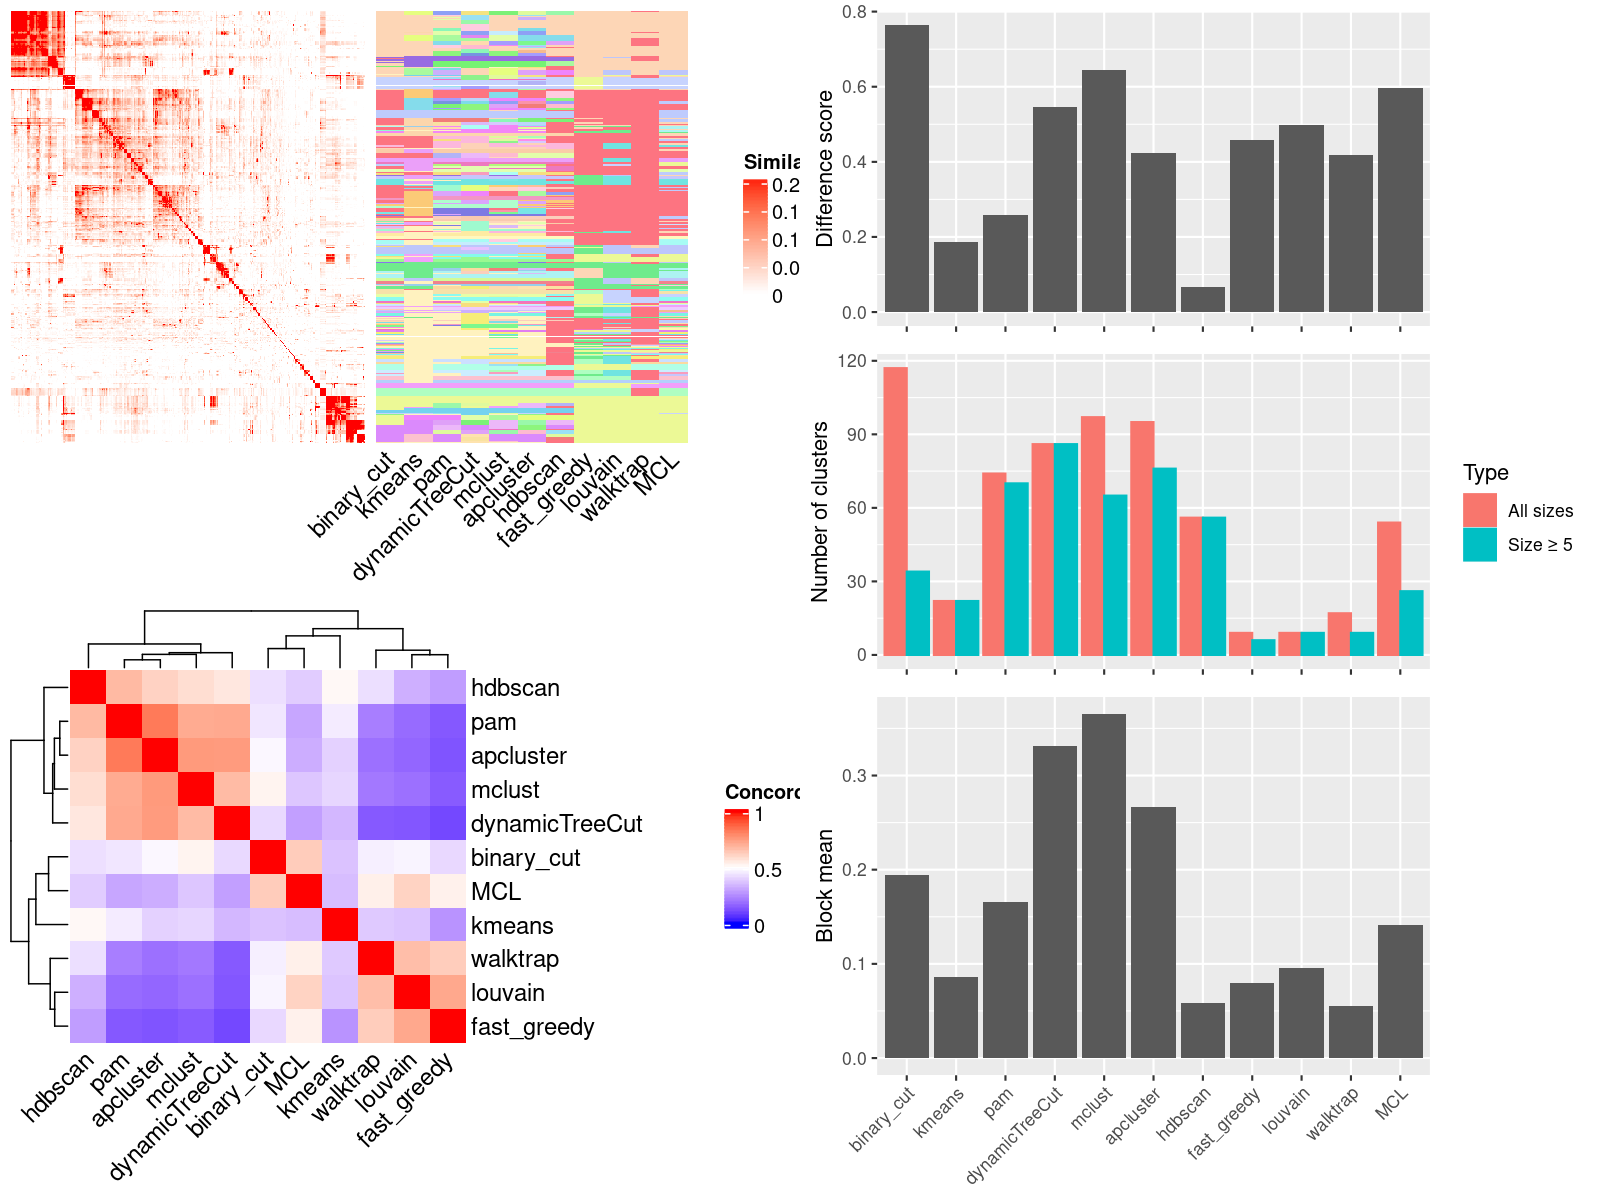 Simila
0.2
0.1
0.1
0.0
0
binary_cut
kmeans
pam
dynamicTreeCut
mclust
apcluster
hdbscan
fast_greedy
louvain
walktrap
MCL
hdbscan
pam
apcluster
mclust
dynamicTreeCut
binary_cut
MCL
kmeans
walktrap
louvain
fast_greedy
hdbscan
pam
apcluster
mclust
dynamicTreeCut
binary_cut
MCL
kmeans
walktrap
louvain
fast_greedy
Concord
1
0.5
0
Difference score
0.8
0.6
0.4
0.2
0.0
Number of clusters
120
90
60
30
0
Type
All sizes
Size ≥ 5
Block mean
0.3
0.2
0.1
0.0
binary_cut
kmeans
pam
dynamicTreeCut
mclust
apcluster
hdbscan
fast_greedy
louvain
walktrap
MCL